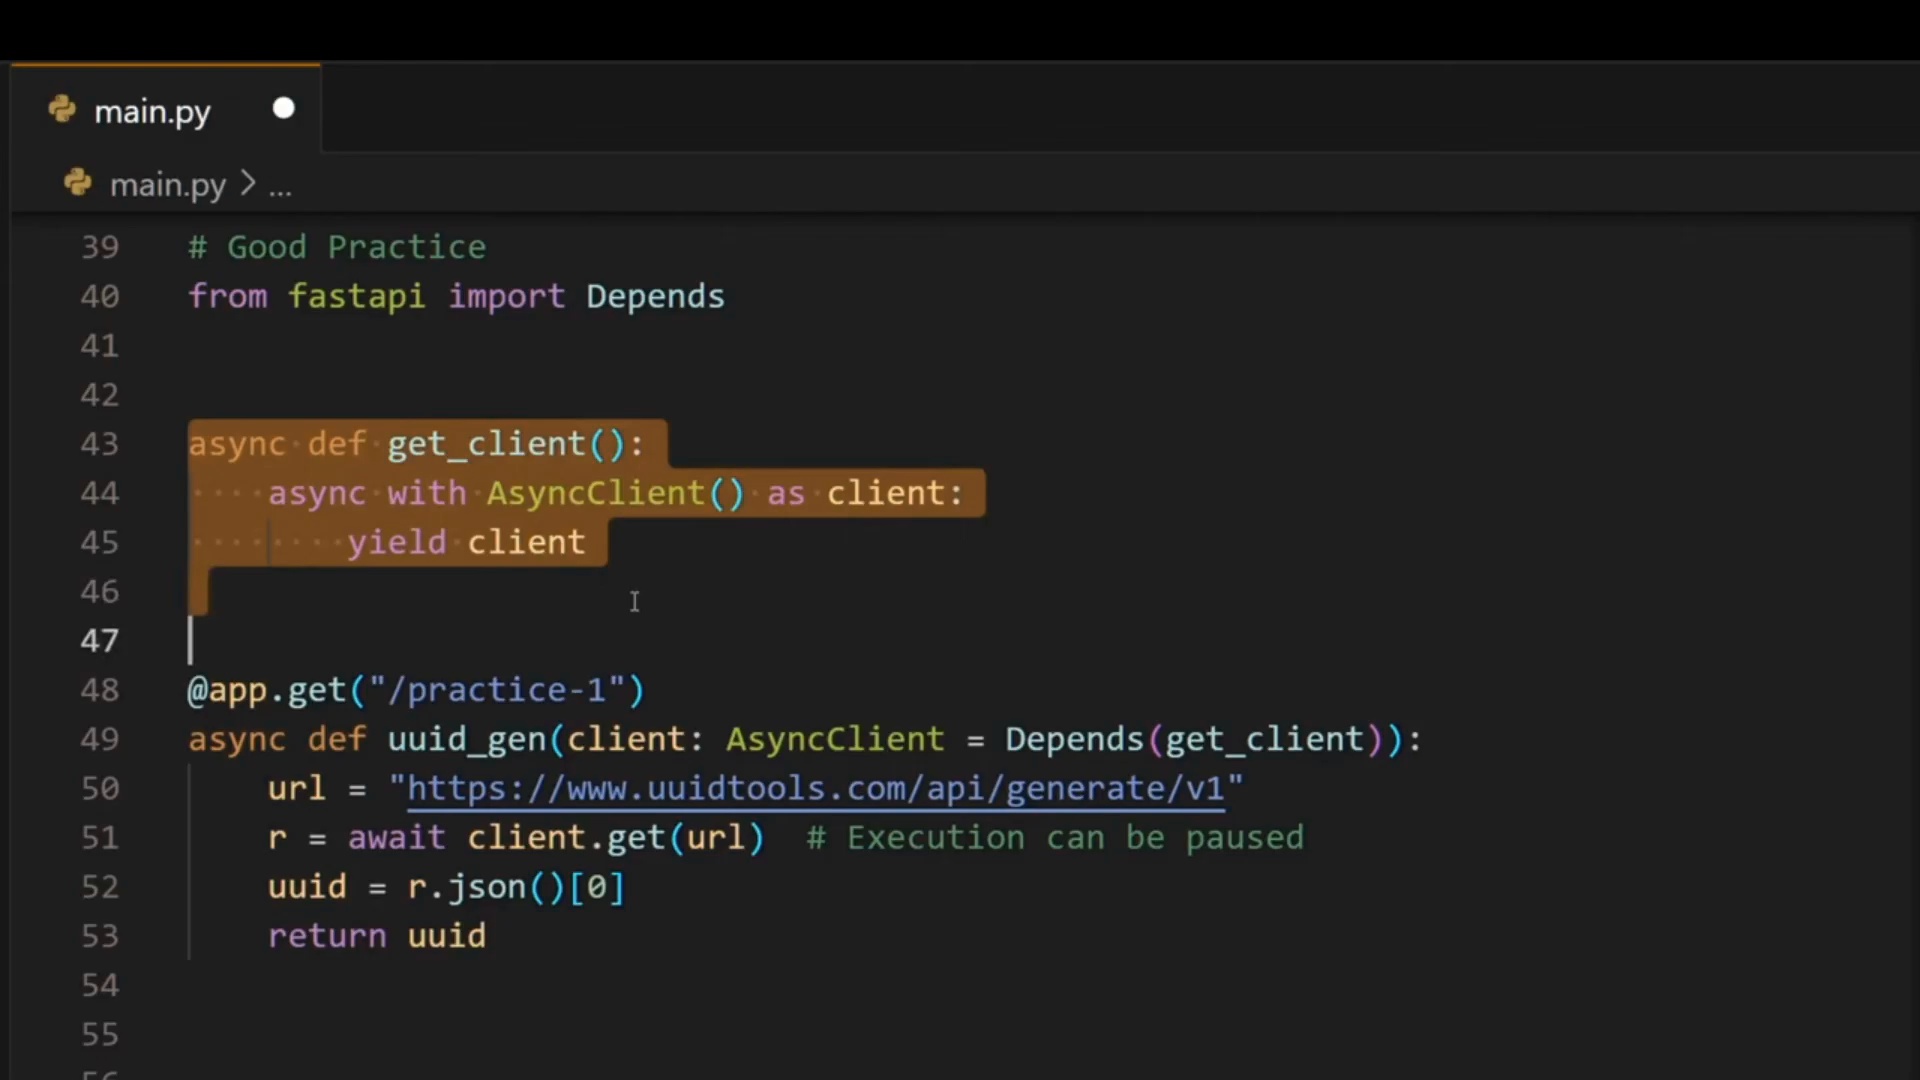 main.py
main.py > ...
39 # Good Practice
40 from fastapi import Depends
41
42
43 async def get_client():
44     async with AsyncClient() as client:
45         yield client
46
47
48 @app.get("/practice-1")
49 async def uuid_gen(client: AsyncClient = Depends(get_client)):
50     url = "https://www.uuidtools.com/api/generate/v1"
51     r = await client.get(url)  # Execution can be paused
52     uuid = r.json()[0]
53     return uuid
54
55